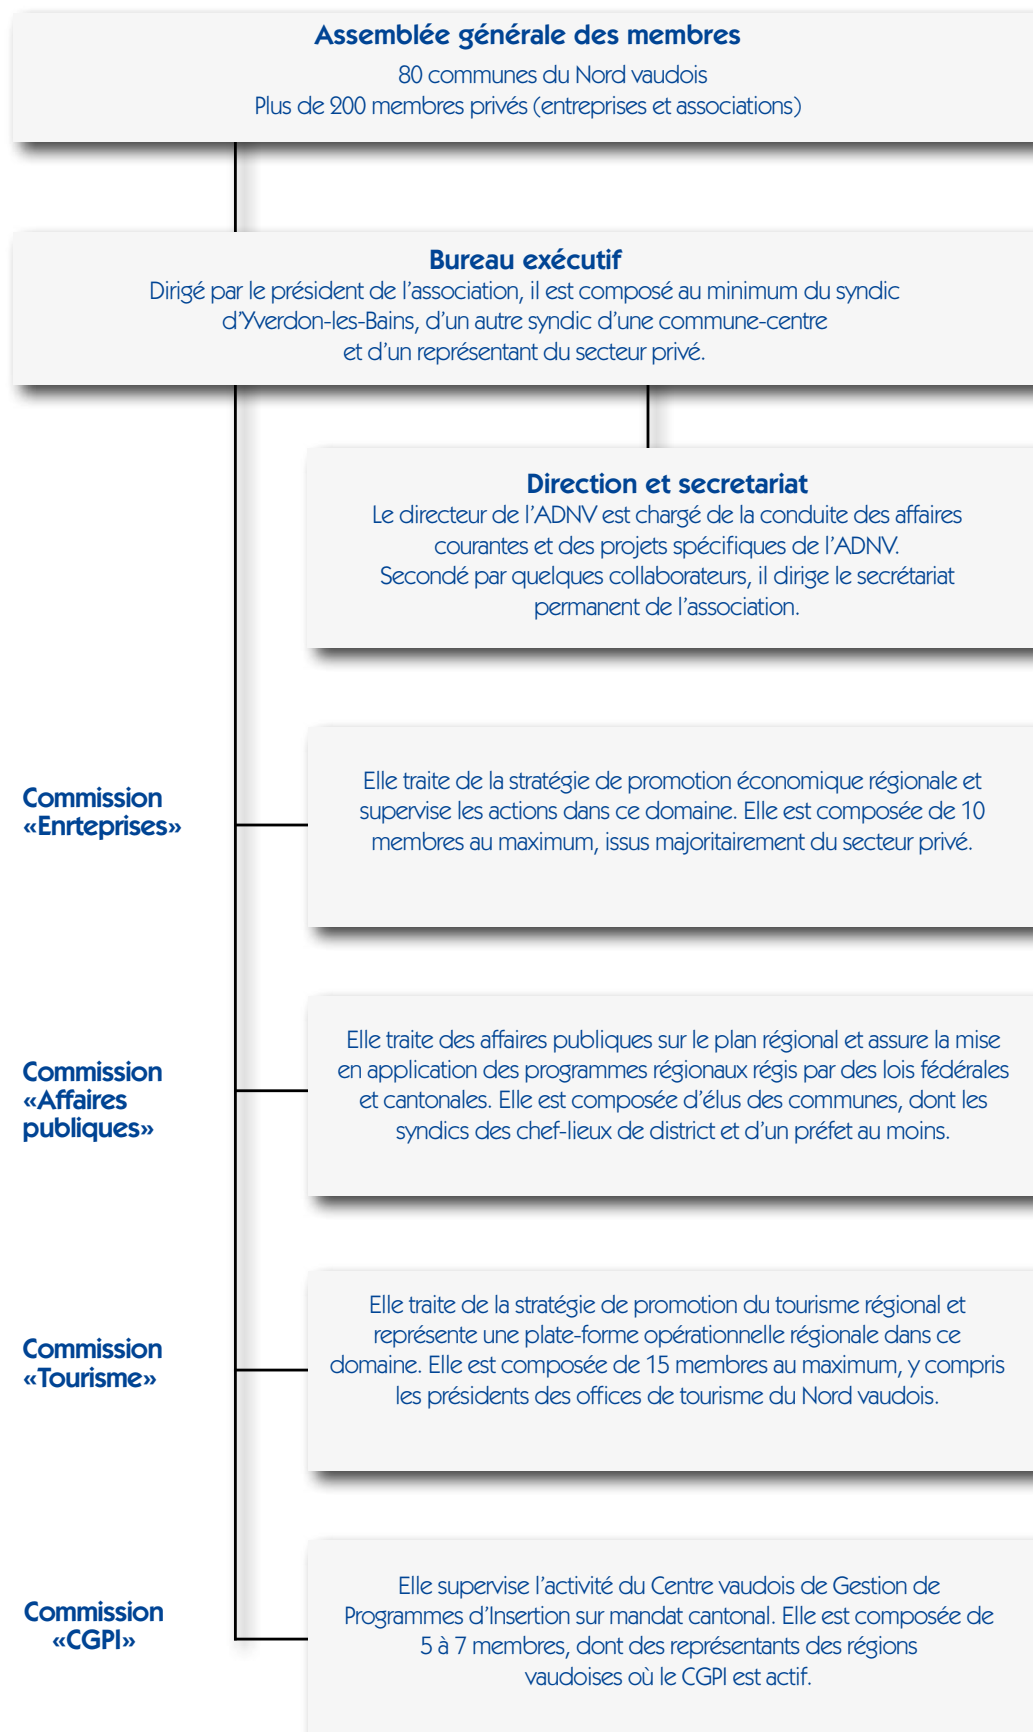 Assemblée générale des membres
80 communes du Nord vaudois
Plus de 200 membres privés (entreprises et associations)
Bureau exécutif
Dirigé par le président de l'association, il est composé au minimum du syndic
d'Yverdon-les-Bains, d'un autre syndic d'une commune-centre
et d'un représentant du secteur privé.
Direction et secretariat
Le directeur de l'ADNV est chargé de la conduite des affaires
courantes et des projets spécifiques de l'ADNV.
Secondé par quelques collaborateurs, il dirige le secrétariat
permanent de l'association.
Commission
«Enrteprises»
Elle traite de la stratégie de promotion économique régionale et
supervise les actions dans ce domaine. Elle est composée de 10
membres au maximum, issus majoritairement du secteur privé.
Commission
«Affaires
publiques»
Elle traite des affaires publiques sur le plan régional et assure la mise
en application des programmes régionaux régis par des lois fédérales
et cantonales. Elle est composée d'élus des communes, dont les
syndics des chef-lieux de district et d'un préfet au moins.
Commission
«Tourisme»
Elle traite de la stratégie de promotion du tourisme régional et
représente une plate-forme opérationnelle régionale dans ce
domaine. Elle est composée de 15 membres au maximum, y compris
les présidents des offices de tourisme du Nord vaudois.
Commission
«CGPI»
Elle supervise l'activité du Centre vaudois de Gestion de
Programmes d'Insertion sur mandat cantonal. Elle est composée de
5 à 7 membres, dont des représentants des régions
vaudoises où le CGPI est actif.